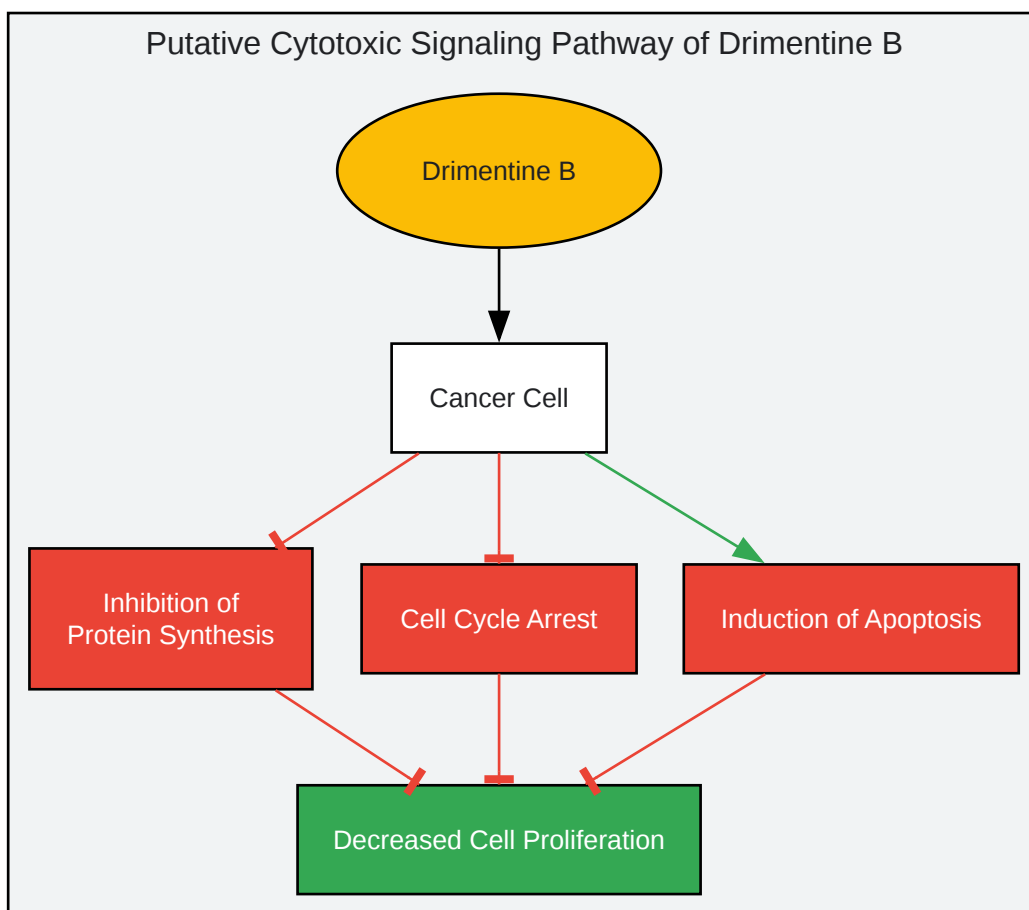 Putative Cytotoxic Signaling Pathway of Drimentine B
Drimentine B
Cancer Cell
Inhibition of
Protein Synthesis
Cell Cycle Arrest
Induction of Apoptosis
Decreased Cell Proliferation